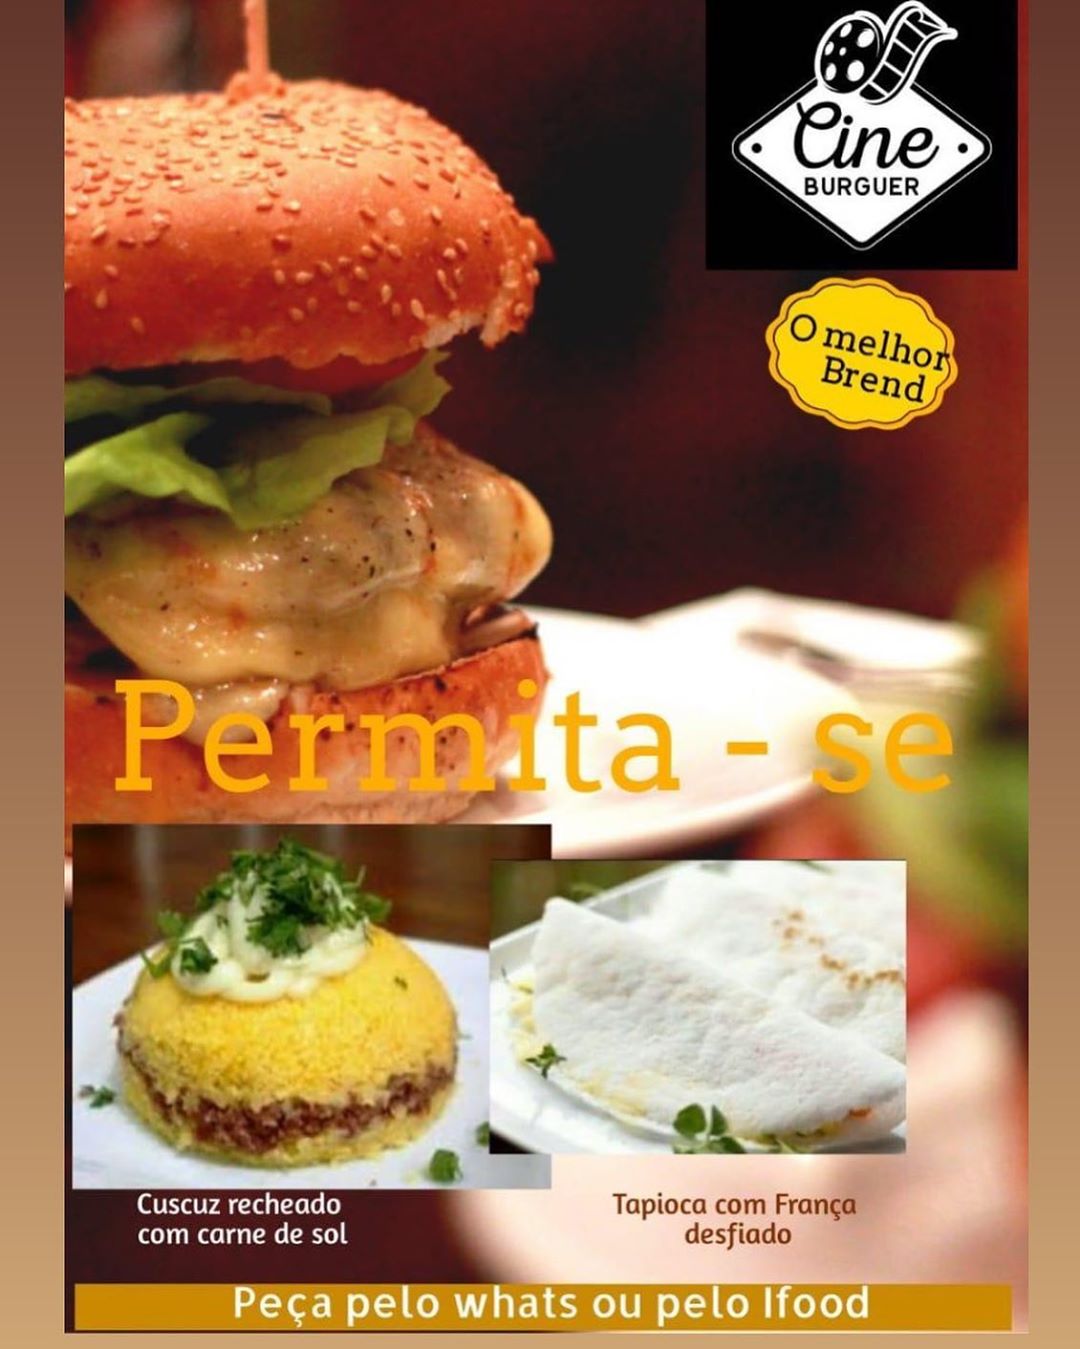 Cine
BURGUER
O melhor
Brend
Permita - se
Cuscuz recheado
com carne de sol
Tapioca com França
desfiado
Peça pelo whats ou pelo Ifood